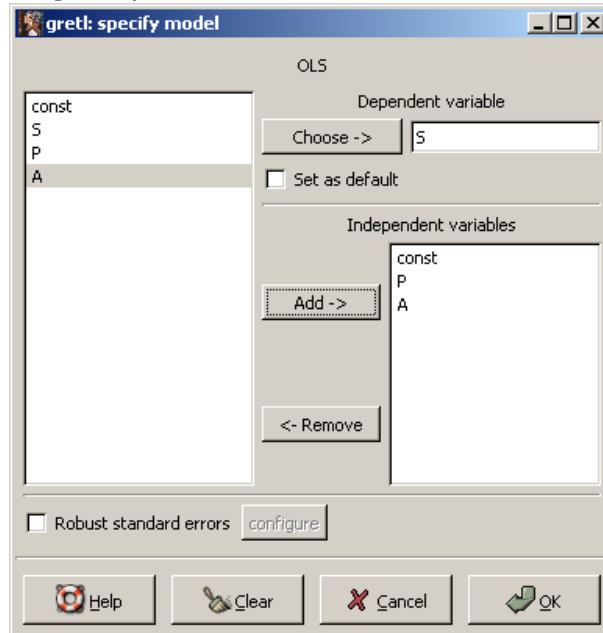 gretl: specify model
OLS
const
S
P
A
Dependent variable
Choose ->
S
Set as default
Independent variables
const
P
A
Add ->
<- Remove
Robust standard errors
configure
Help
Clear
Cancel
OK